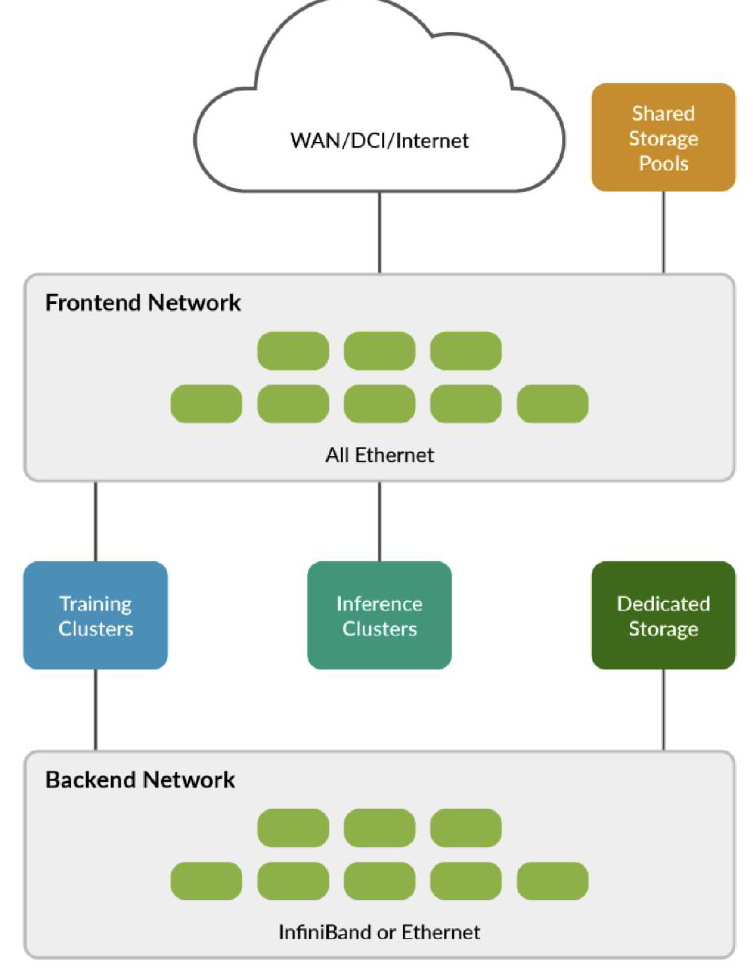 WAN/DCI/Internet
Shared
Storage
Pools
Frontend Network
All Ethernet
Training
Clusters
Inference
Clusters
Dedicated
Storage
Backend Network
InfiniBand or Ethernet